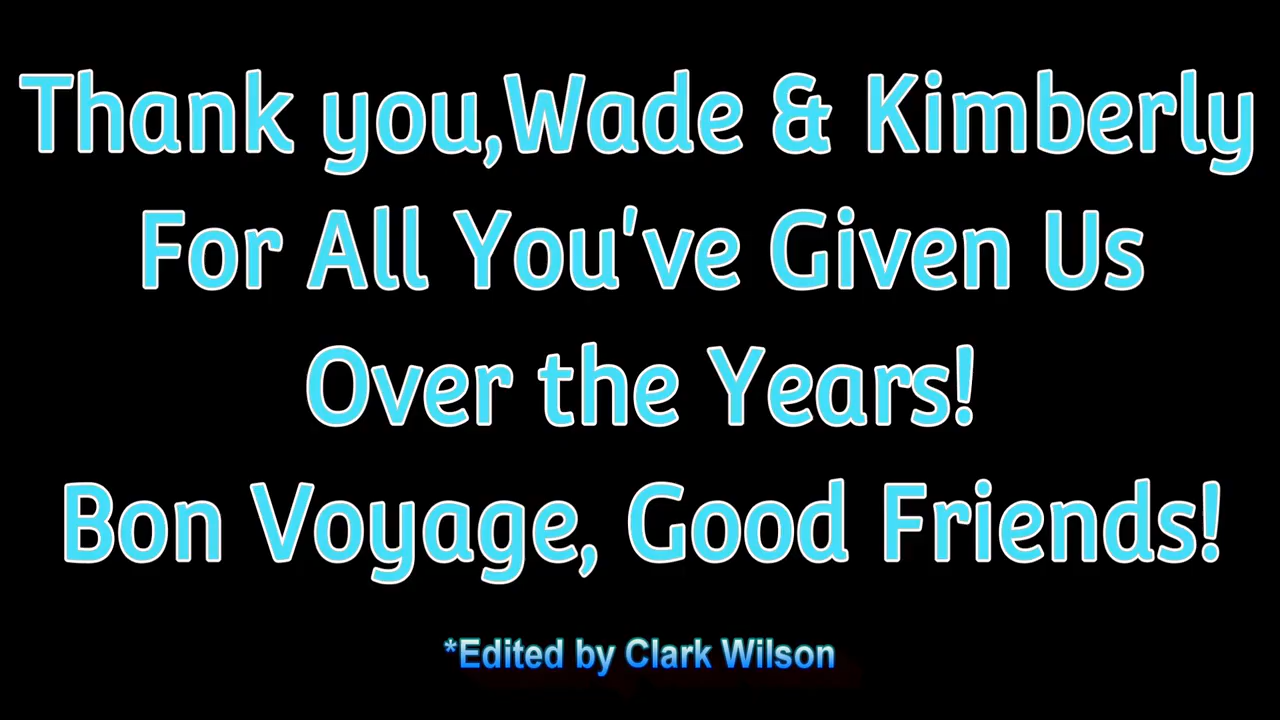 Thank you,Wade & Kimberly
For All You've Given Us
Over the Years!
Bon Voyage, Good Friends!
*Edited by Clark Wilson